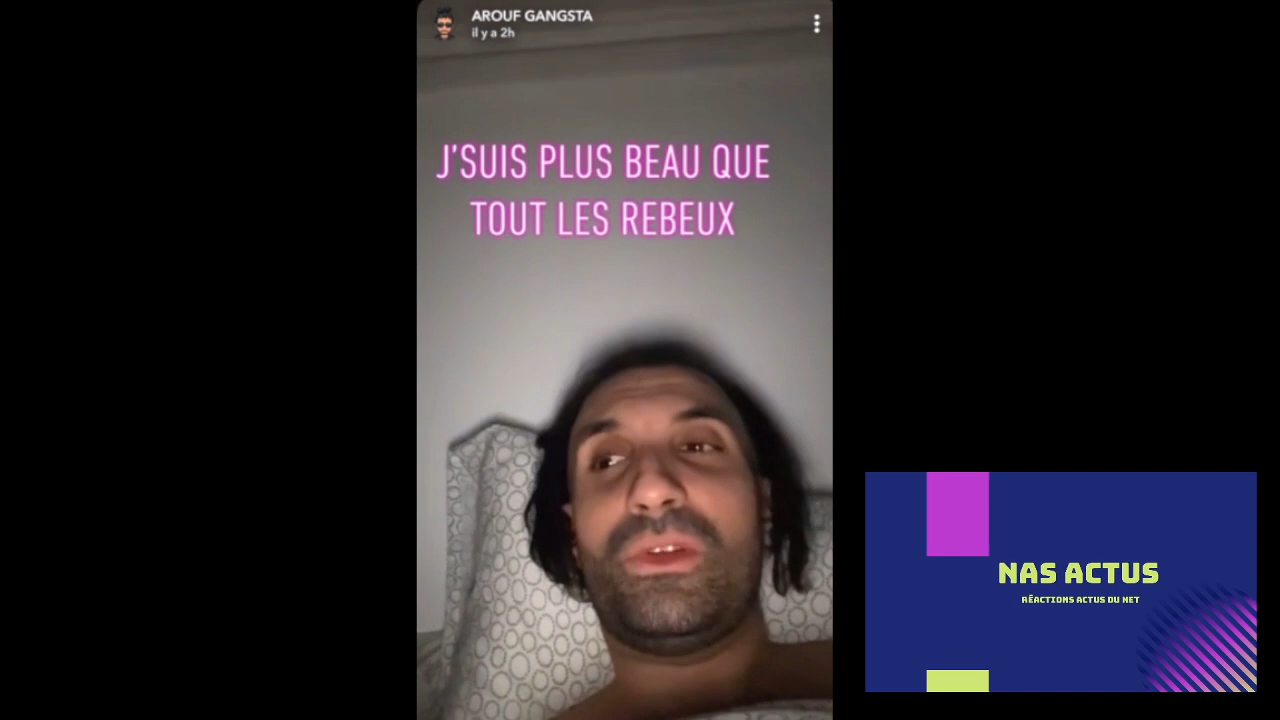 AROUF GANGSTA
il y a 2h
J'SUIS PLUS BEAU QUE
TOUT LES REBEUX
NAS ACTUS
RÉACTIONS ACTUS DU NET